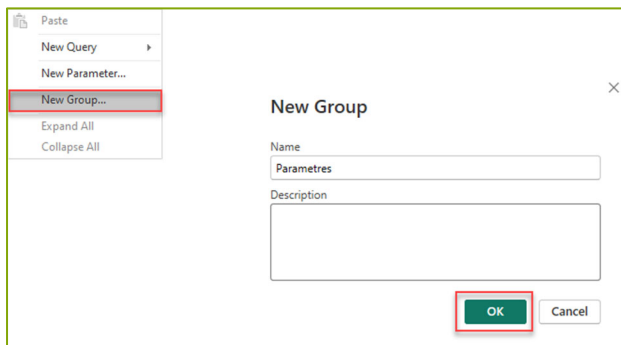 Paste
New Query
New Parameter...
New Group...
Expand All
Collapse All
New Group
Name
Parametres
Description
OK
Cancel